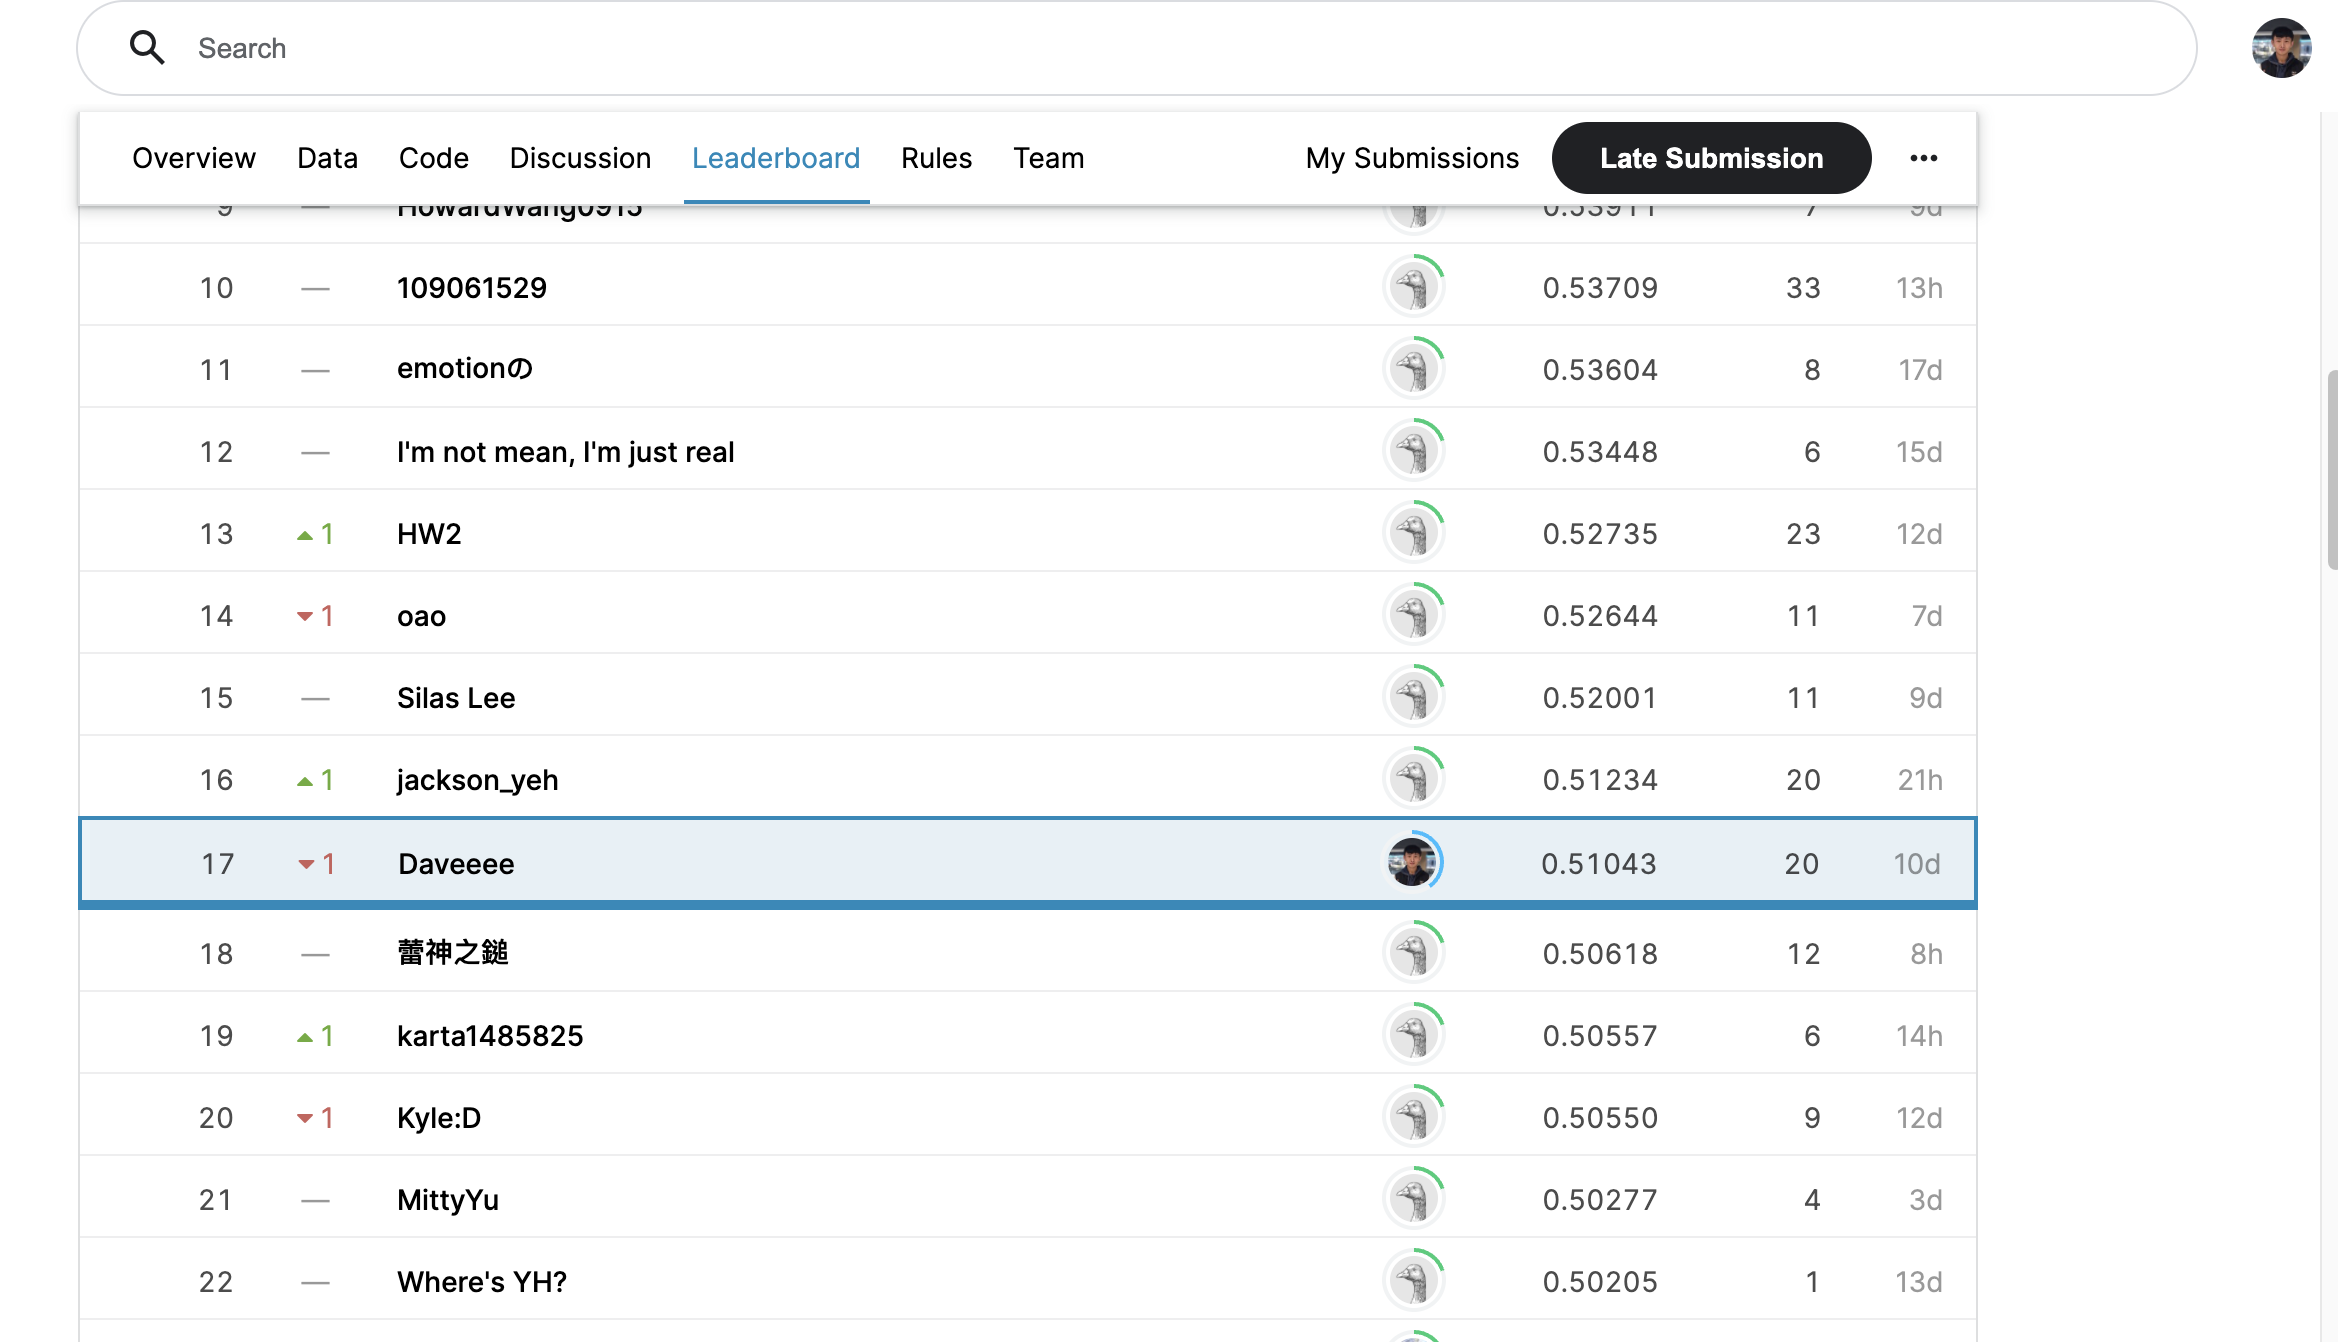 Search
Overview Data Code Discussion Leaderboard Rules Team My Submissions Late Submission
9 — HowardWang0915 0.53911 7 9d
10 — 109061529 0.53709 33 13h
11 — emotionの 0.53604 8 17d
12 — I'm not mean, I'm just real 0.53448 6 15d
13 1 HW2 0.52735 23 12d
14 1 oao 0.52644 11 7d
15 — Silas Lee 0.52001 11 9d
16 1 jackson_yeh 0.51234 20 21h
17 1 Daveeee 0.51043 20 10d
18 — 蕾神之鎚 0.50618 12 8h
19 1 karta1485825 0.50557 6 14h
20 1 Kyle:D 0.50550 9 12d
21 — MittyYu 0.50277 4 3d
22 — Where's YH? 0.50205 1 13d